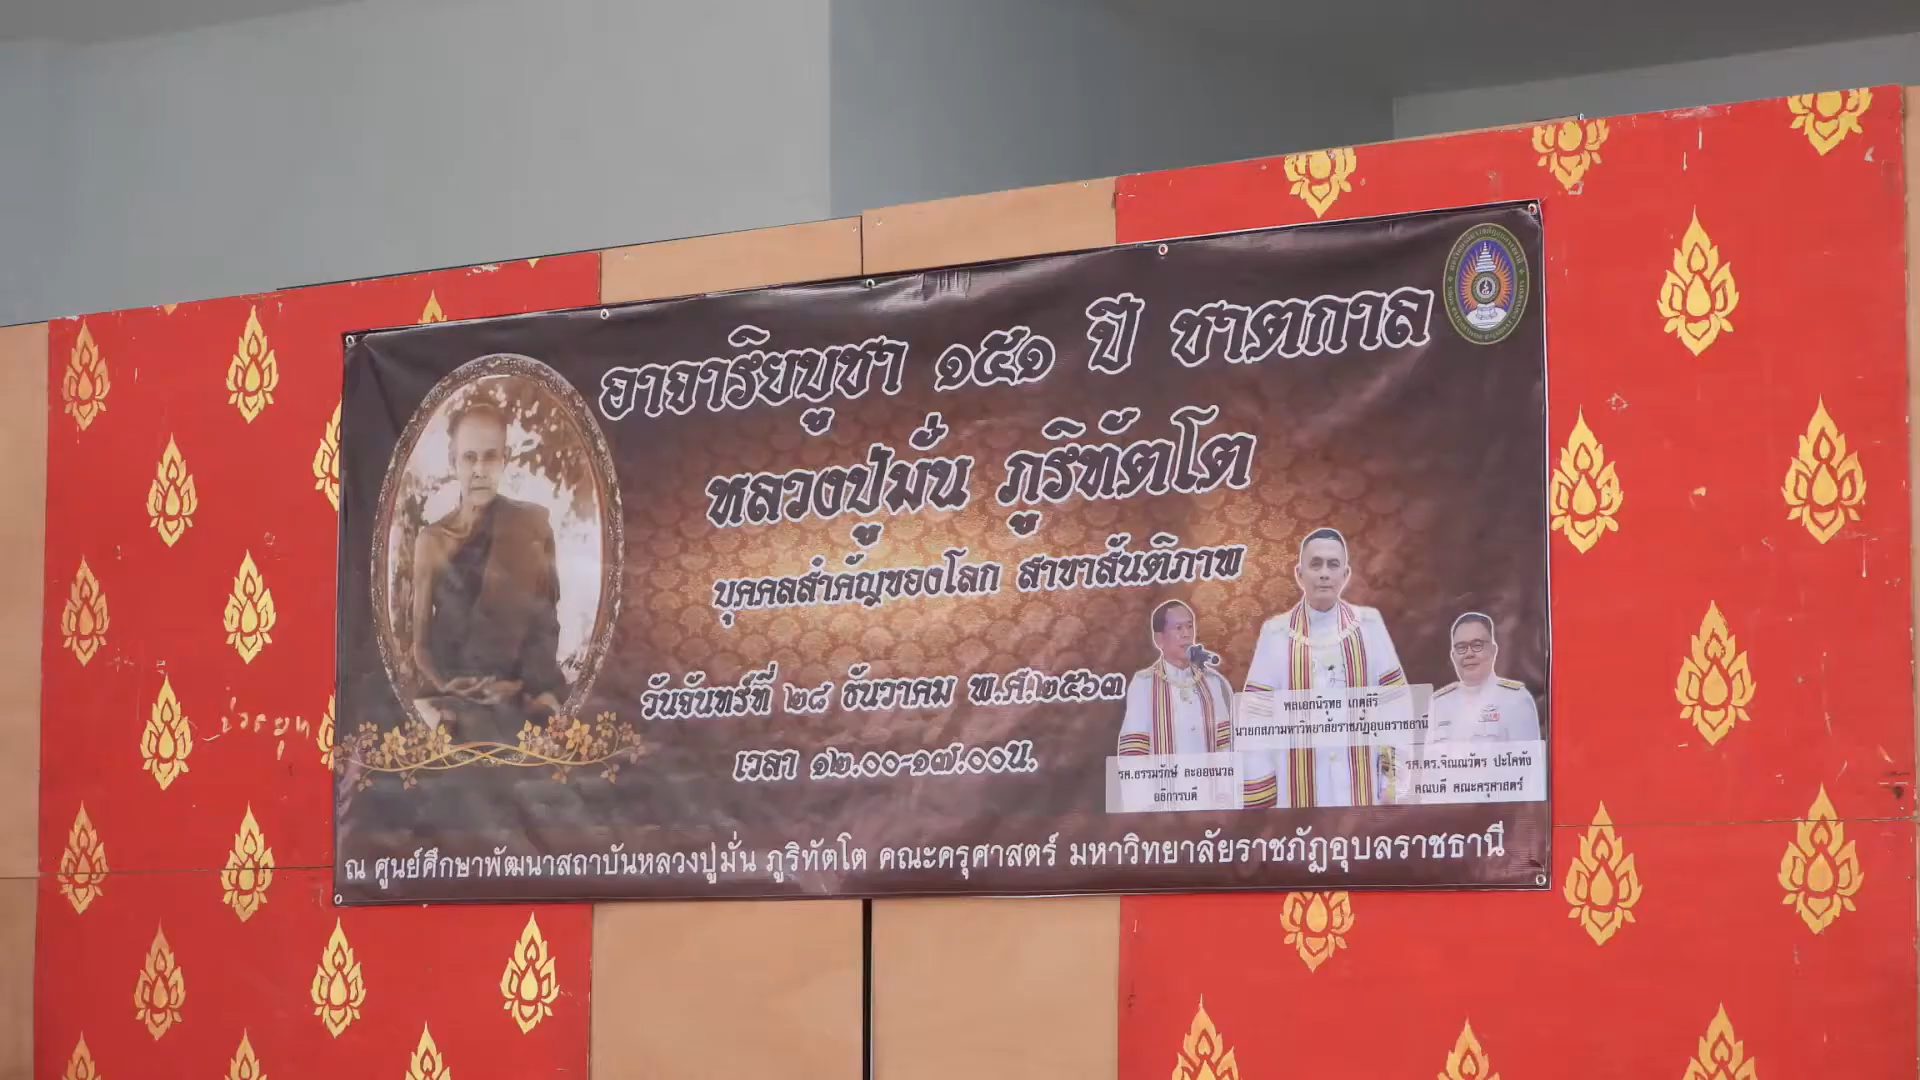 อาจาริยบูชา ๑๕๑ ปี ชาตกาล
หลวงปู่มั่น ภูริทัตโต
บุคคลสำคัญของโลก สาขาสันติภาพ
วันจันทร์ที่ ๒๘ ธันวาคม พ.ศ.๒๕๖๓
เวลา ๑๒.๐๐-๑๗.๐๐น.
พลเอกนิรุทธ เกตุสิริ
นายกสภามหาวิทยาลัยราชภัฏอุบลราชธานี
รศ.ธรรมรักษ์ ละอองนวล
อธิการบดี
รศ.ดร.จิณณวัตร ปะโคทัง
คณบดี คณะครุศาสตร์
ณ ศูนย์ศึกษาพัฒนาสถาบันหลวงปู่มั่น ภูริทัตโต คณะครุศาสตร์ มหาวิทยาลัยราชภัฏอุบลราชธานี